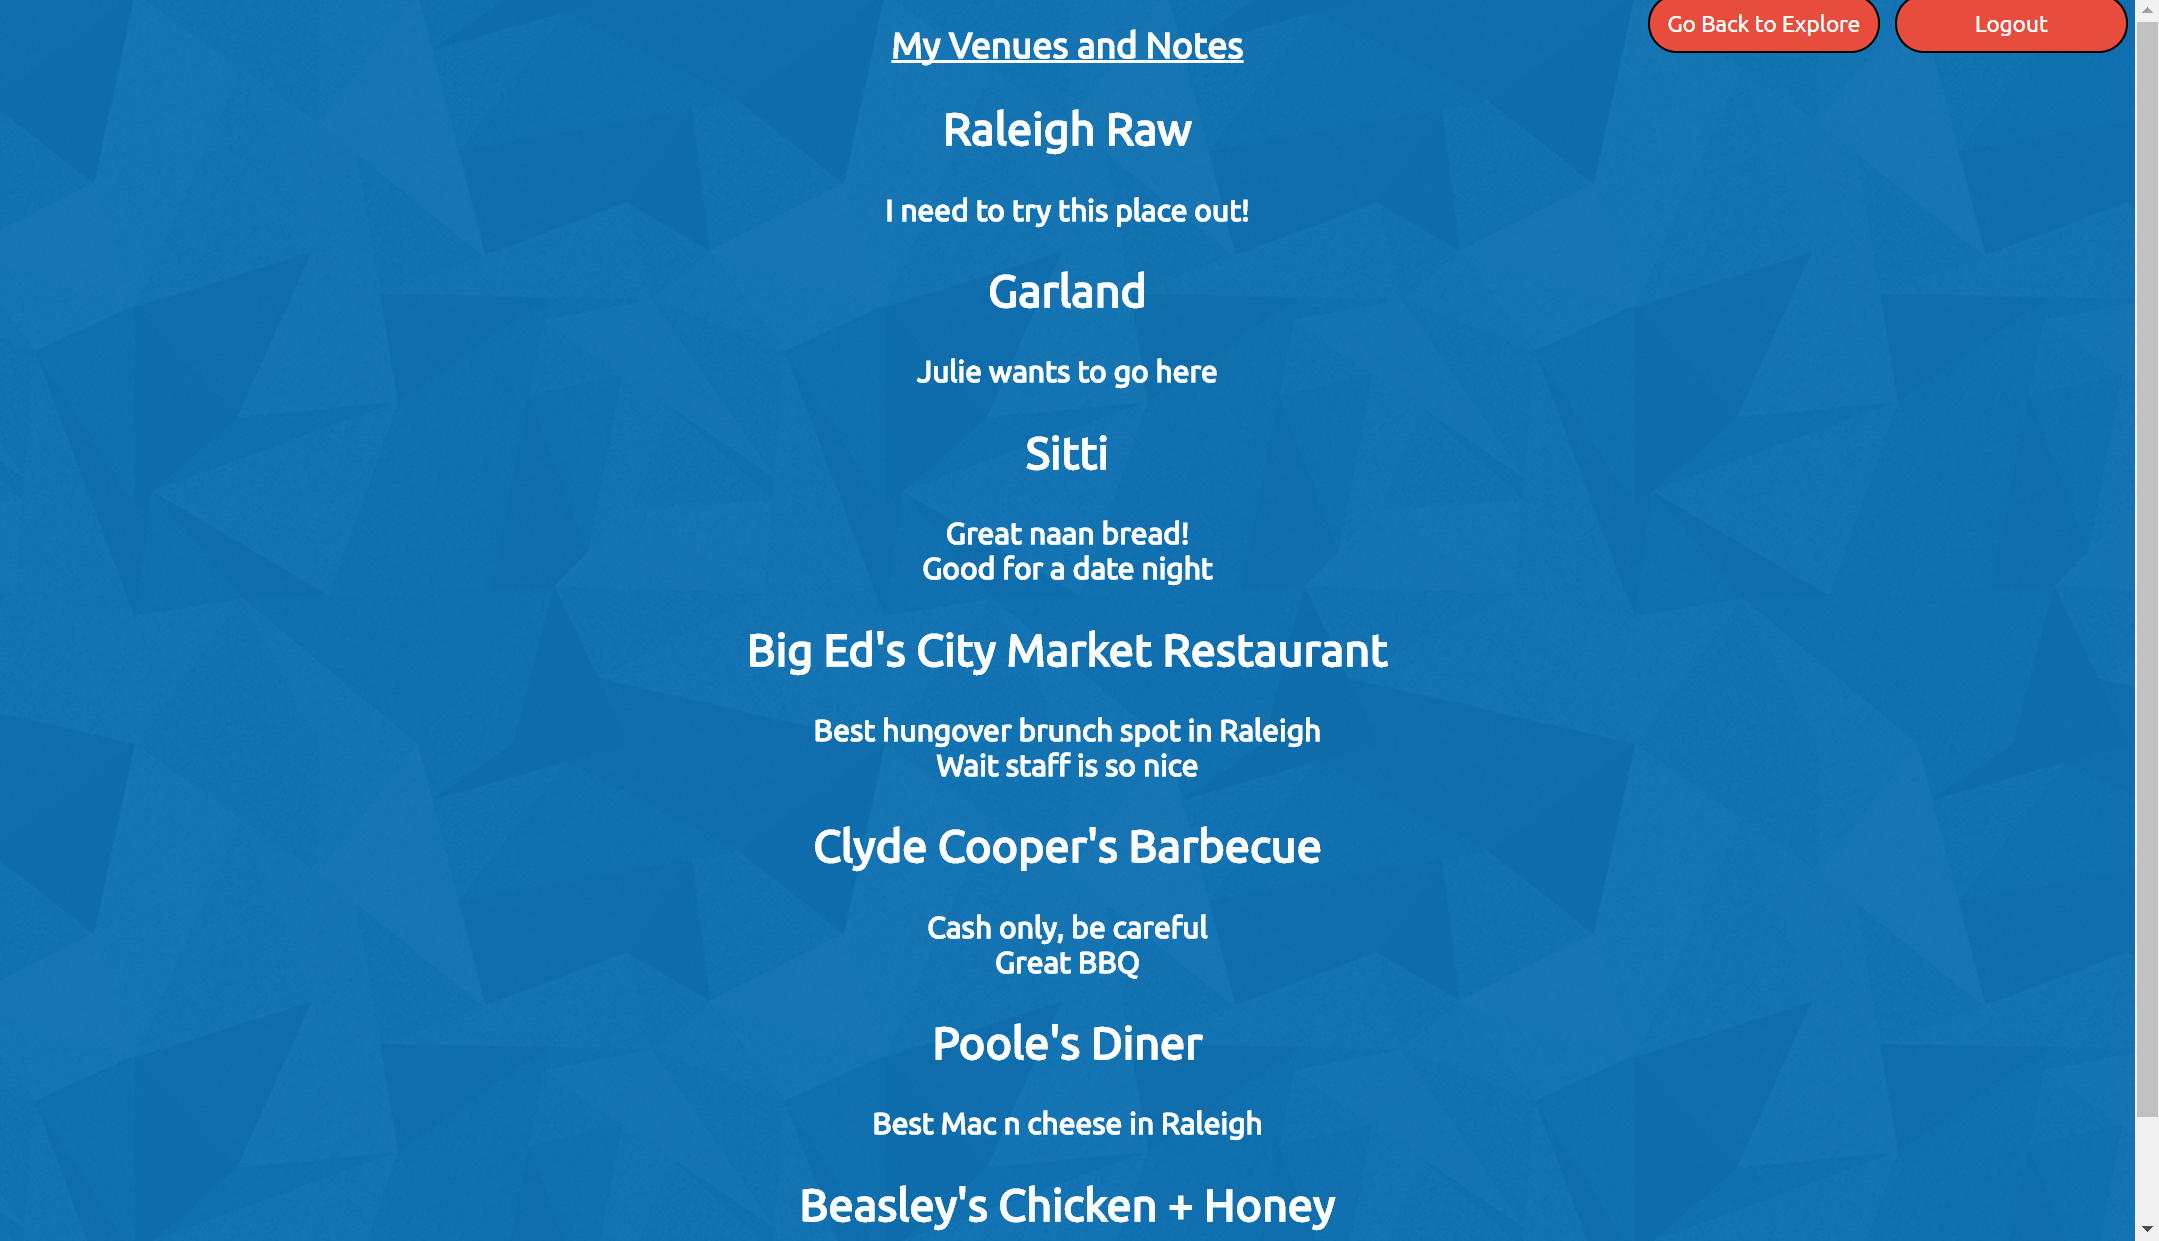 My Venues and Notes
Go Back to Explore
Logout
Raleigh Raw
I need to try this place out!
Garland
Julie wants to go here
Sitti
Great naan bread!
Good for a date night
Big Ed's City Market Restaurant
Best hungover brunch spot in Raleigh
Wait staff is so nice
Clyde Cooper's Barbecue
Cash only, be careful
Great BBQ
Poole's Diner
Best Mac n cheese in Raleigh
Beasley's Chicken + Honey